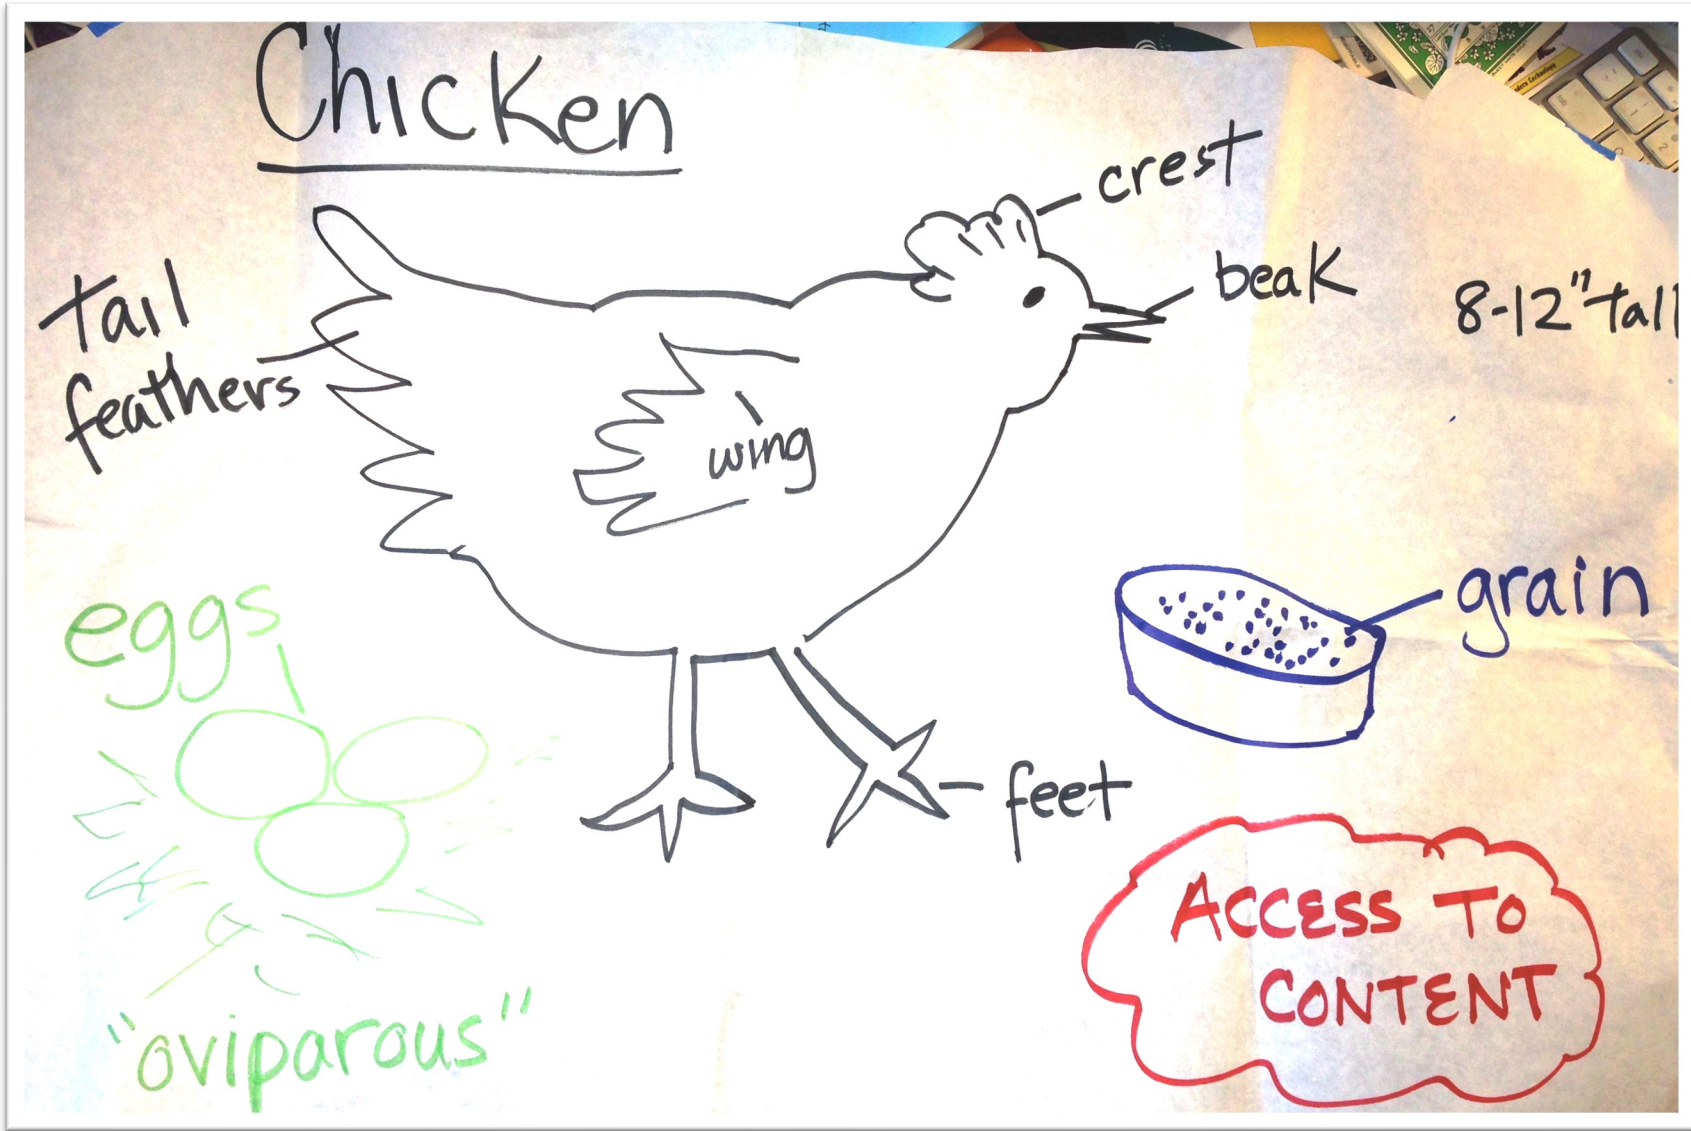 Chicken
crest
beak
8-12" tall
tail
feathers
wing
grain
eggs
feet
ACCESS TO
CONTENT
"oviparous"